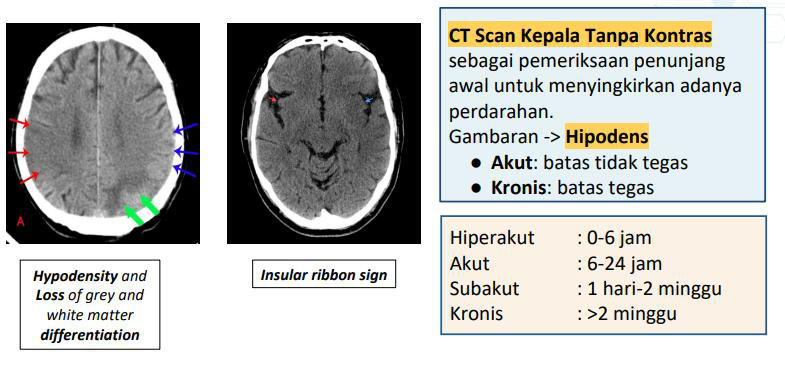 A
Hypodensity and
Loss of grey and
white matter
differentiation
Insular ribbon sign
CT Scan Kepala Tanpa Kontras
sebagai pemeriksaan penunjang
awal untuk menyingkirkan adanya
perdarahan.
Gambaran -> Hipodens
● Akut: batas tidak tegas
● Kronis: batas tegas
Hiperakut : 0-6 jam
Akut : 6-24 jam
Subakut : 1 hari-2 minggu
Kronis : >2 minggu